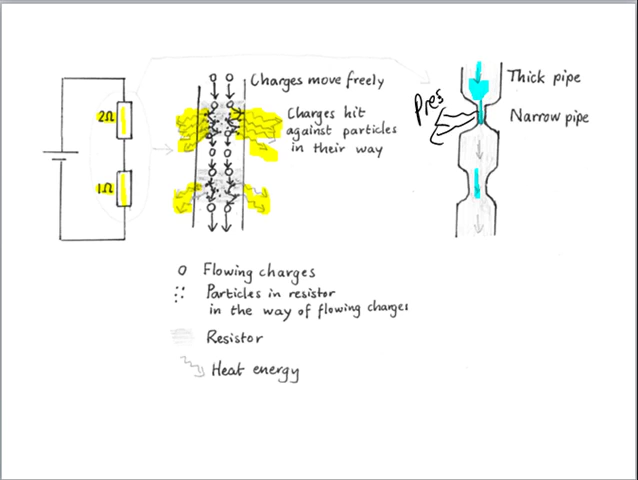 2Ω
1Ω
Charges move freely
Charges hit
against particles
in their way
Pres
Thick pipe
Narrow pipe
Flowing charges
Particles in resistor
in the way of flowing charges
Resistor
Heat energy